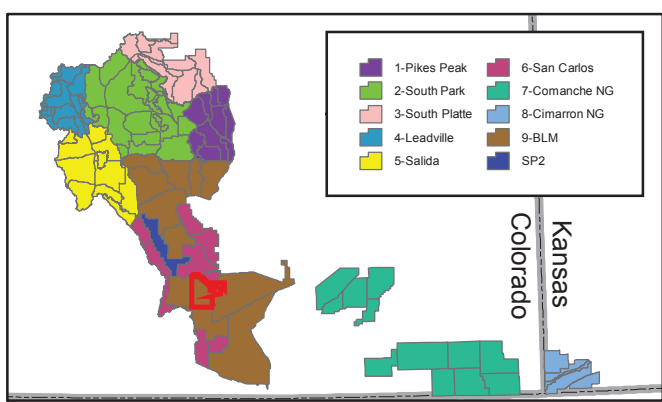 1-Pikes Peak
2-South Park
3-South Platte
4-Leadville
5-Salida
6-San Carlos
7-Comanche NG
8-Cimarron NG
9-BLM
SP2
Colorado
Kansas